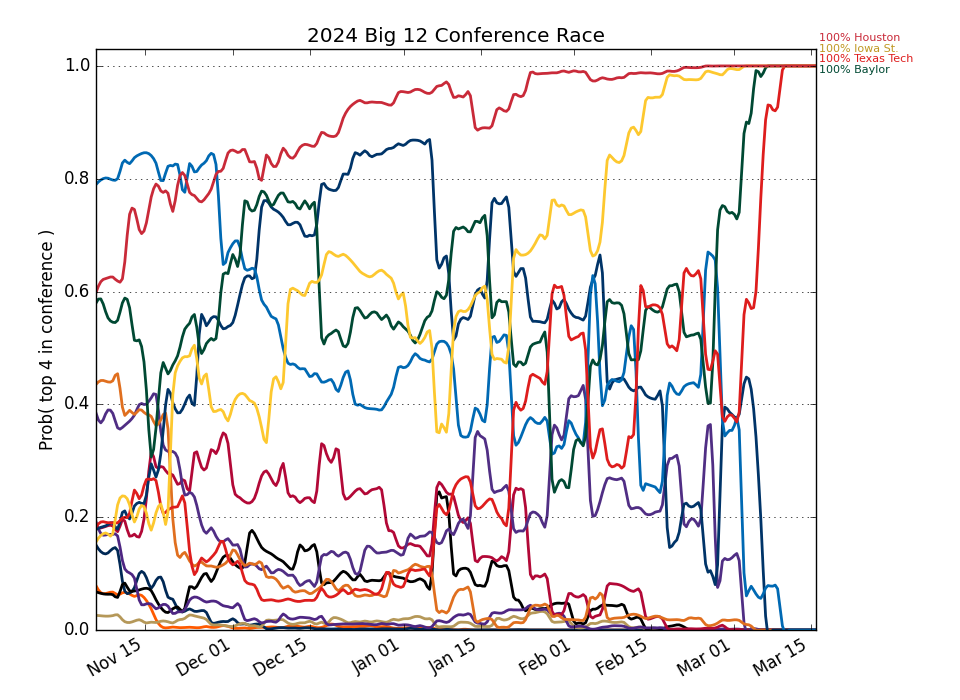 2024 Big 12 Conference Race
100% Houston
100% Iowa St.
100% Texas Tech
100% Baylor
Prob( top 4 in conference )
1.0
0.8
0.6
0.4
0.2
0.0
Nov 15
Dec 01
Dec 15
Jan 01
Jan 15
Feb 01
Feb 15
Mar 01
Mar 15